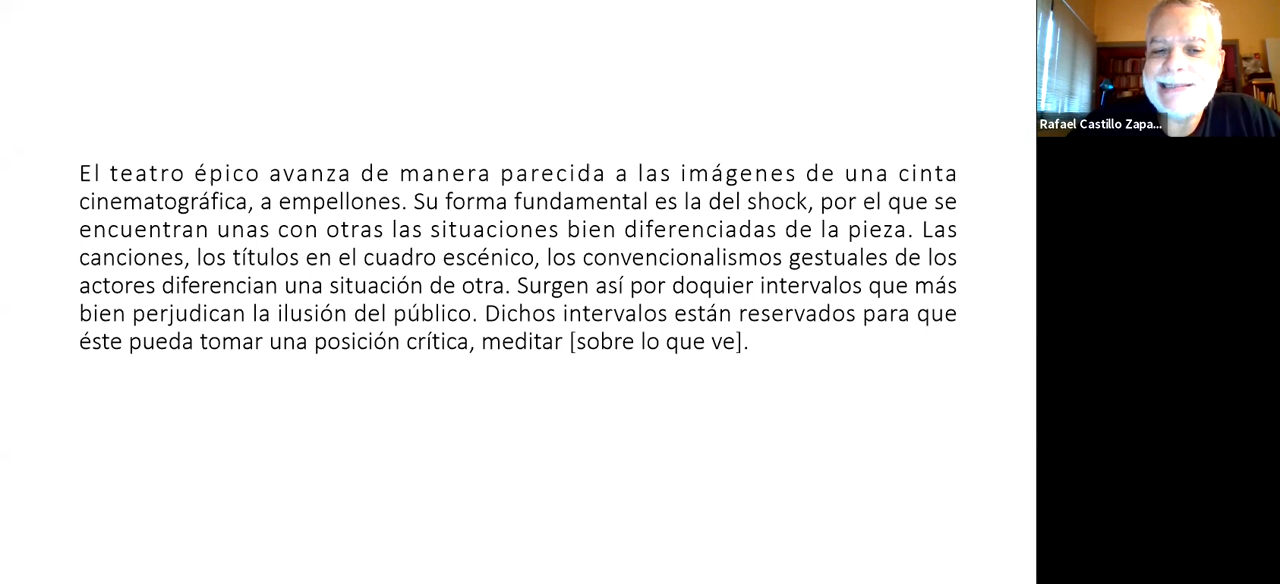 El teatro épico avanza de manera parecida a las imágenes de una cinta
cinematográfica, a empellones. Su forma fundamental es la del shock, por el que se
encuentran unas con otras las situaciones bien diferenciadas de la pieza. Las
canciones, los títulos en el cuadro escénico, los convencionalismos gestuales de los
actores diferencian una situación de otra. Surgen así por doquier intervalos que más
bien perjudican la ilusión del público. Dichos intervalos están reservados para que
éste pueda tomar una posición crítica, meditar [sobre lo que ve].
Rafael Castillo Zapa...